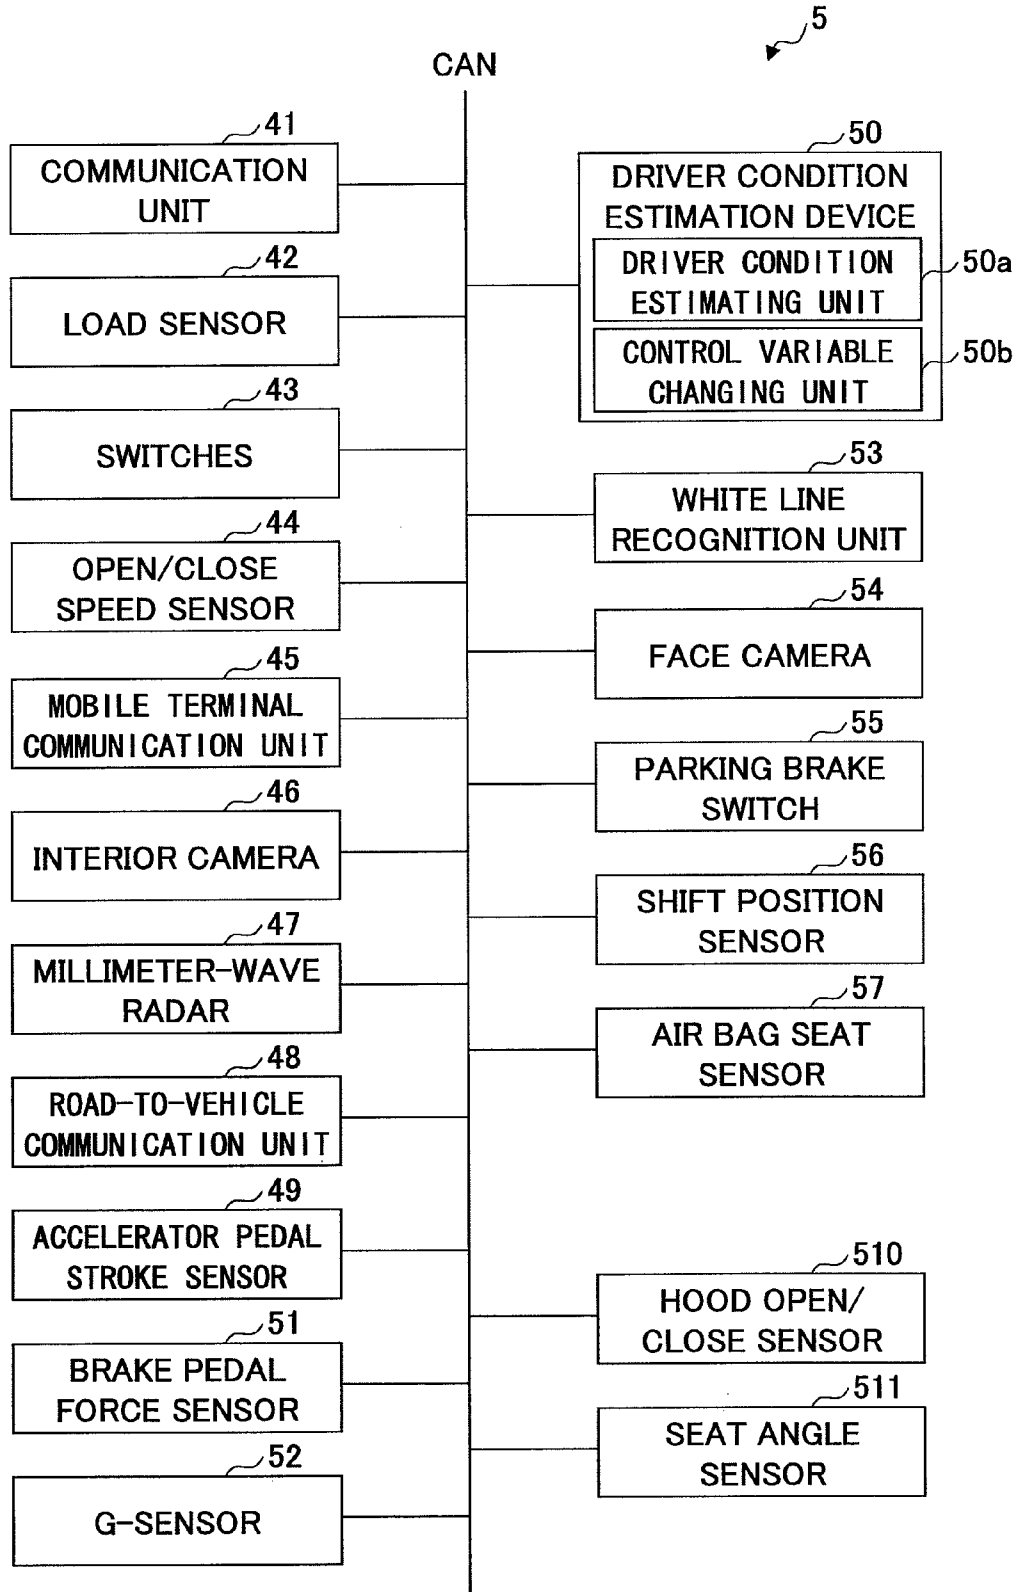 5
CAN
41
COMMUNICATION
UNIT
42
LOAD SENSOR
43
SWITCHES
44
OPEN/CLOSE
SPEED SENSOR
45
MOBILE TERMINAL
COMMUNICATION UNIT
46
INTERIOR CAMERA
47
MILLIMETER-WAVE
RADAR
48
ROAD-TO-VEHICLE
COMMUNICATION UNIT
49
ACCELERATOR PEDAL
STROKE SENSOR
51
BRAKE PEDAL
FORCE SENSOR
52
G-SENSOR
50
DRIVER CONDITION
ESTIMATION DEVICE
DRIVER CONDITION
ESTIMATING UNIT
50a
CONTROL VARIABLE
CHANGING UNIT
50b
53
WHITE LINE
RECOGNITION UNIT
54
FACE CAMERA
55
PARKING BRAKE
SWITCH
56
SHIFT POSITION
SENSOR
57
AIR BAG SEAT
SENSOR
510
HOOD OPEN/
CLOSE SENSOR
511
SEAT ANGLE
SENSOR